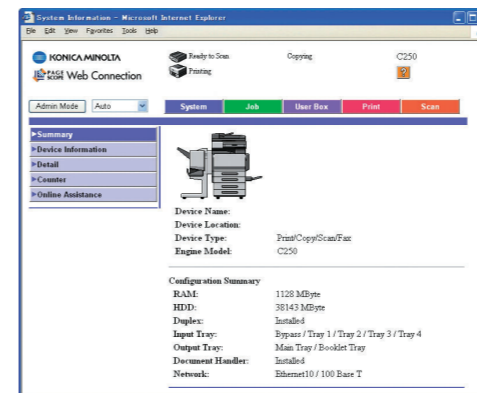 System Information - Microsoft Internet Explorer
File Edit View Favorites Tools Help
KONICA MINOLTA
Ready to Scan Copying C250
PAGE SCOPE Web Connection
Printing ?
Admin Mode Auto System Job User Box Print Scan
Summary
Device Information
Detail
Counter
Online Assistance
Device Name:
Device Location:
Device Type: Print/Copy/Scan/Fax
Engine Model: C250
Configuration Summary
RAM: 1128 MByte
HDD: 38143 MByte
Duplex: Installed
Input Tray: Bypass / Tray 1 / Tray 2 / Tray 3 / Tray 4
Output Tray: Main Tray / Booklet Tray
Document Handler: Installed
Network: Ethernet10 / 100 Base T